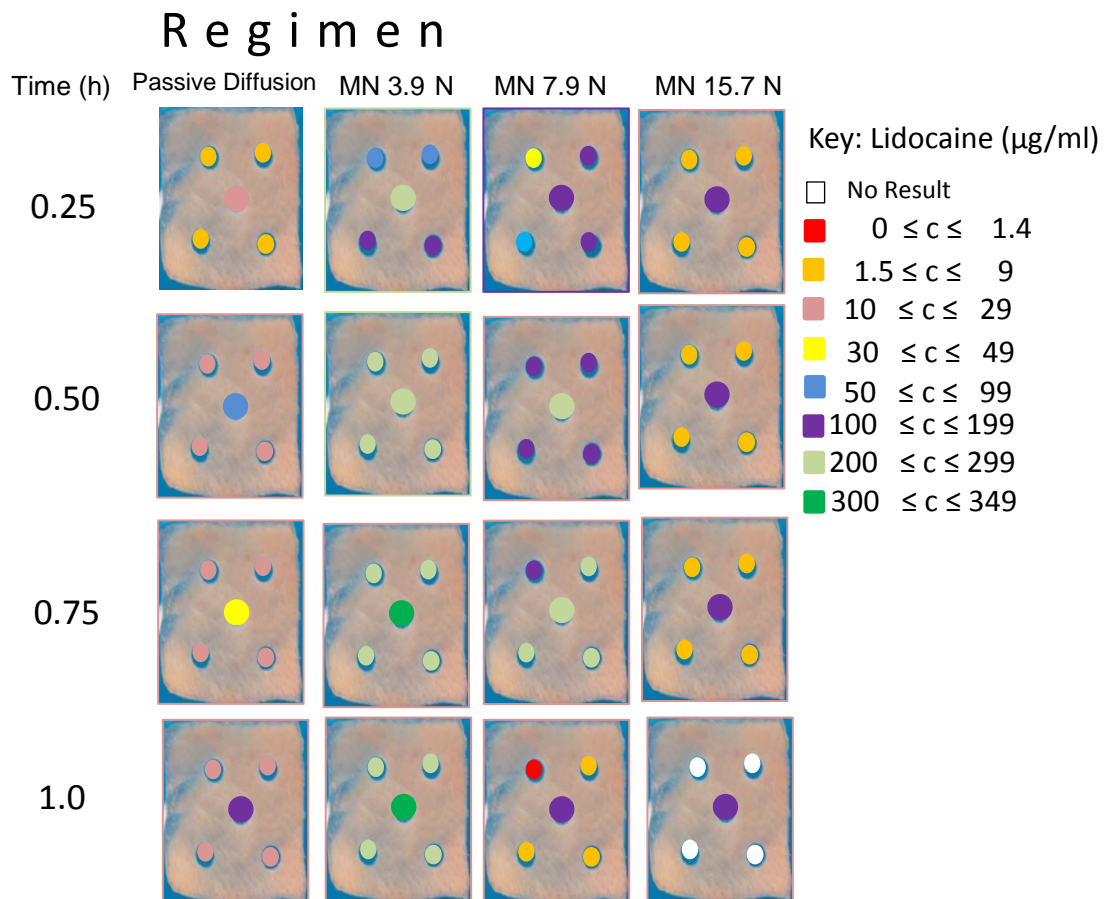 R e g i m e n
Time (h) Passive Diffusion MN 3.9 N MN 7.9 N MN 15.7 N
0.25
0.50
0.75
1.0
Key: Lidocaine (µg/ml)
No Result
0 ≤ c ≤ 1.4
1.5 ≤ c ≤ 9
10 ≤ c ≤ 29
30 ≤ c ≤ 49
50 ≤ c ≤ 99
100 ≤ c ≤ 199
200 ≤ c ≤ 299
300 ≤ c ≤ 349